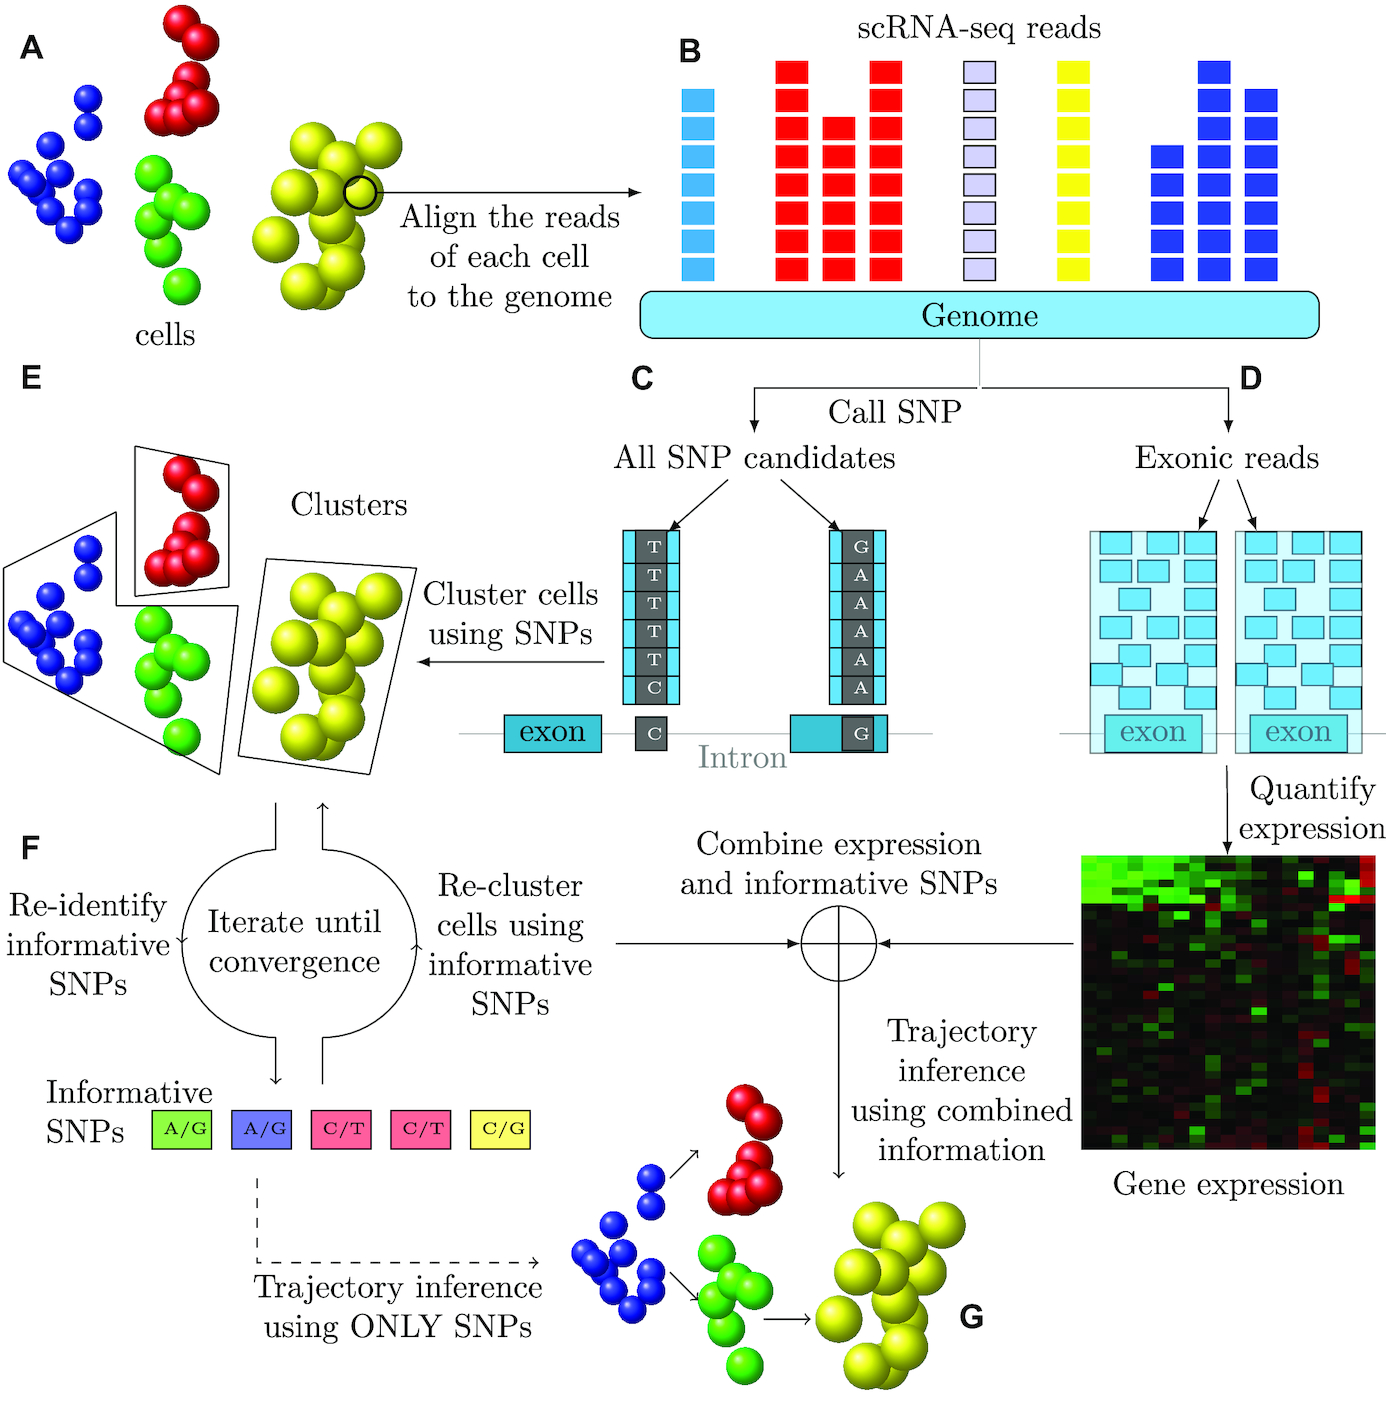 A
cells
Align the reads
of each cell
to the genome
B
scRNA-seq reads
Genome
C
Call SNP
D
All SNP candidates
T
T
T
T
T
C
C
G
A
A
A
A
A
G
exon
Intron
Exonic reads
exon
exon
Quantify
expression
Gene expression
E
Clusters
Cluster cells
using SNPs
F
Re-identify
informative
SNPs
Iterate until
convergence
Re-cluster
cells using
informative
SNPs
Informative
SNPs
A/G
A/G
C/T
C/T
C/G
Combine expression
and informative SNPs
Trajectory
inference
using combined
information
Trajectory inference
using ONLY SNPs
G